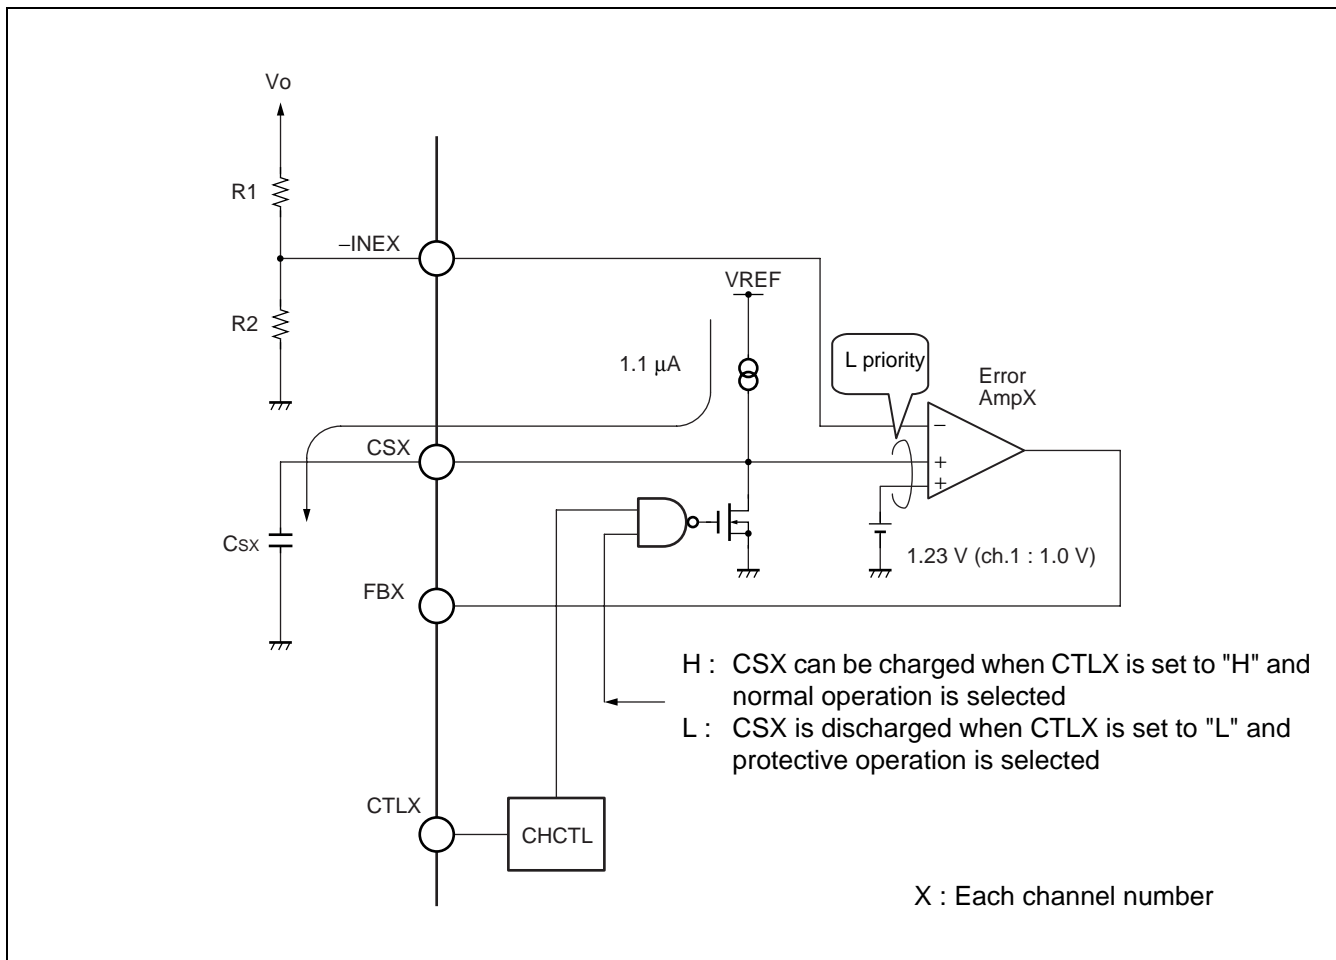 Vo
R1
–INEX
VREF
R2
1.1 μA
L priority
Error
AmpX
−
CSX
+
+
CSX
1.23 V (ch.1 : 1.0 V)
FBX
H : CSX can be charged when CTLX is set to "H" and
normal operation is selected
L : CSX is discharged when CTLX is set to "L" and
protective operation is selected
CTLX
CHCTL
X : Each channel number